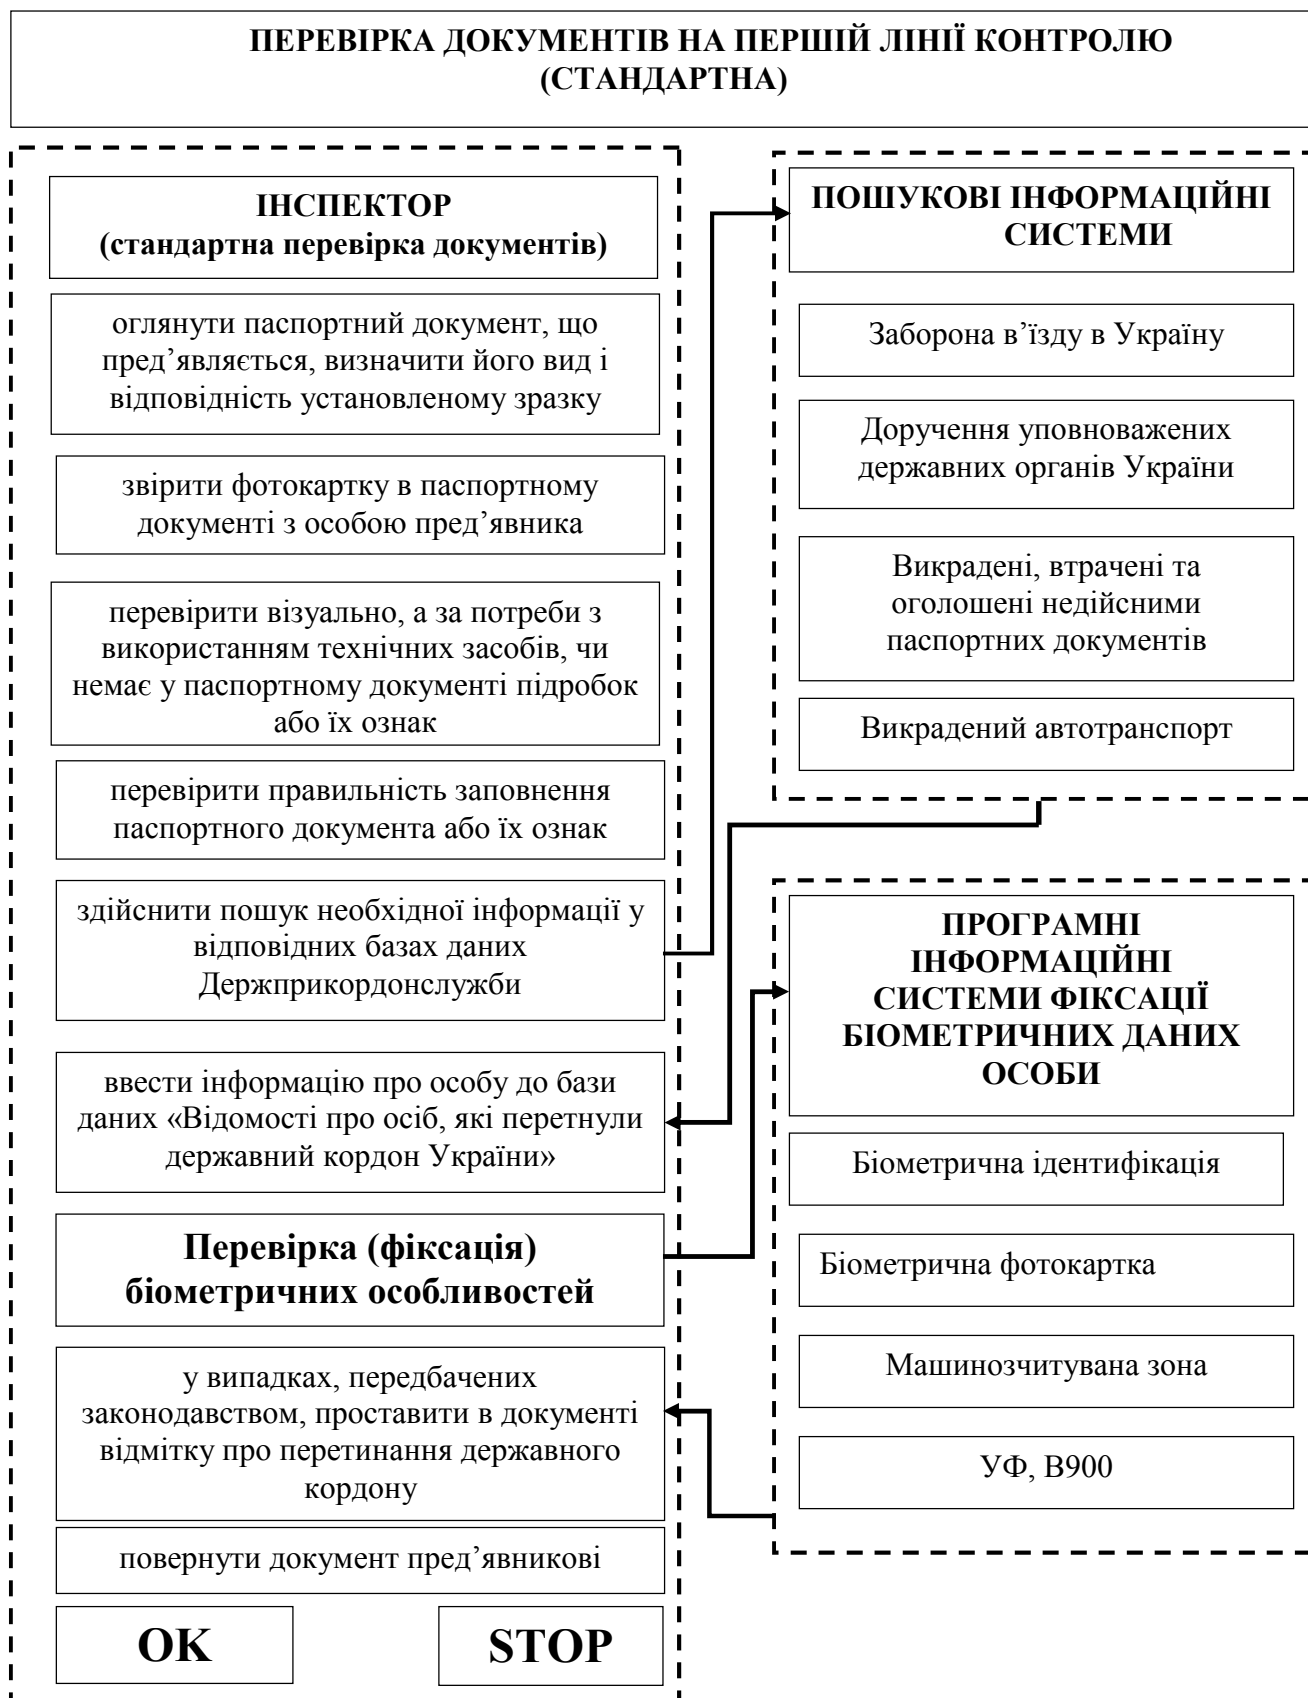 ПЕРЕВІРКА ДОКУМЕНТІВ НА ПЕРШІЙ ЛІНІЇ КОНТРОЛЮ
(СТАНДАРТНА)
ІНСПЕКТОР
(стандартна перевірка документів)
оглянути паспортний документ, що
пред’являється, визначити його вид і
відповідність установленому зразку
звірити фотокартку в паспортному
документі з особою пред’явника
перевірити візуально, а за потреби з
використанням технічних засобів, чи
немає у паспортному документі підробок
або їх ознак
перевірити правильність заповнення
паспортного документа або їх ознак
здійснити пошук необхідної інформації у
відповідних базах даних
Держприкордонслужби
ввести інформацію про особу до бази
даних «Відомості про осіб, які перетнули
державний кордон України»
Перевірка (фіксація)
біометричних особливостей
у випадках, передбачених
законодавством, проставити в документі
відмітку про перетинання державного
кордону
повернути документ пред’явникові
OK
STOP
ПОШУКОВІ ІНФОРМАЦІЙНІ
СИСТЕМИ
Заборона в’їзду в Україну
Доручення уповноважених
державних органів України
Викрадені, втрачені та
оголошені недійсними
паспортних документів
Викрадений автотранспорт
ПРОГРАМНІ
ІНФОРМАЦІЙНІ
СИСТЕМИ ФІКСАЦІЇ
БІОМЕТРИЧНИХ ДАНИХ
ОСОБИ
Біометрична ідентифікація
Біометрична фотокартка
Машинозчитувана зона
УФ, В900